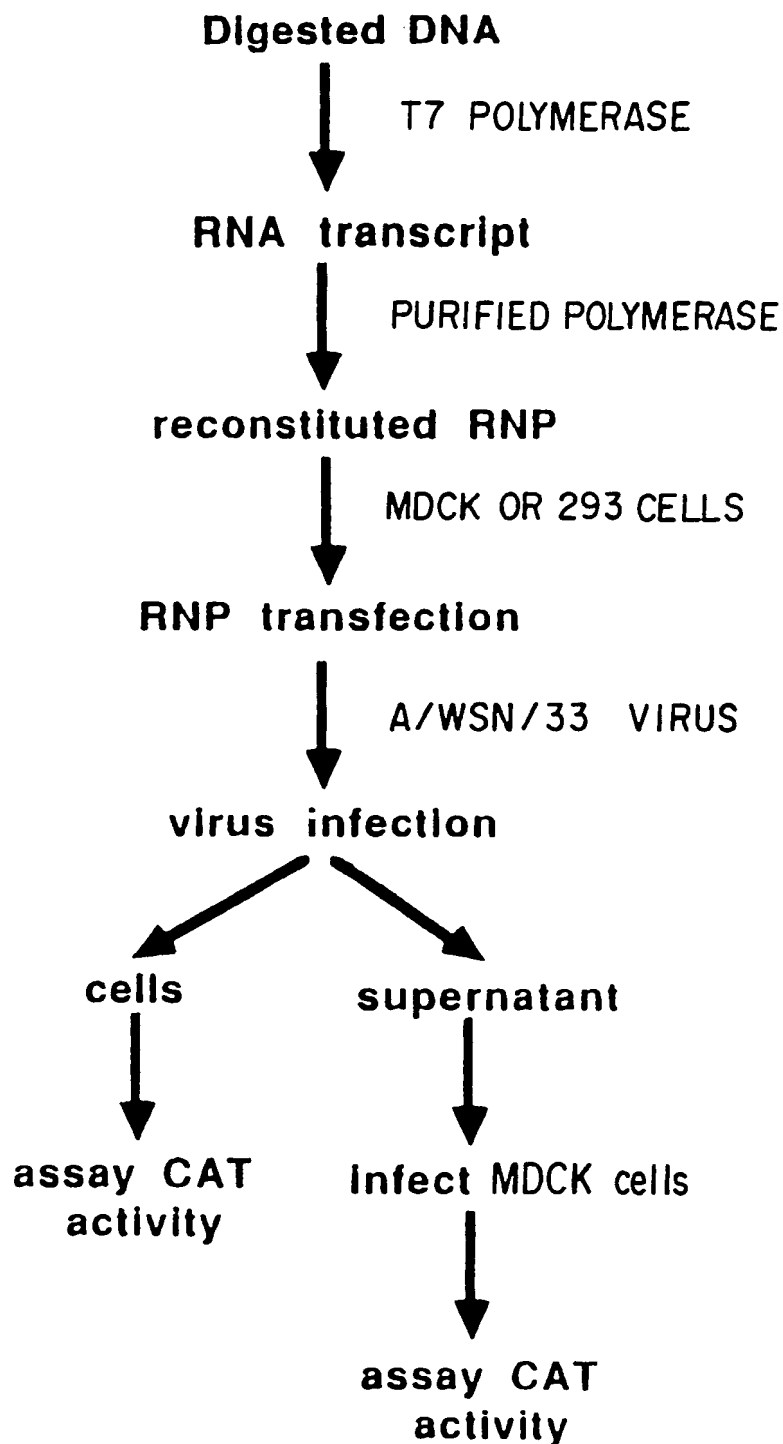 Digested DNA
T7 POLYMERASE
RNA transcript
PURIFIED POLYMERASE
reconstituted RNP
MDCK OR 293 CELLS
RNP transfection
A/WSN/33 VIRUS
virus infection
cells
supernatant
assay CAT
activity
infect MDCK cells
assay CAT
activity